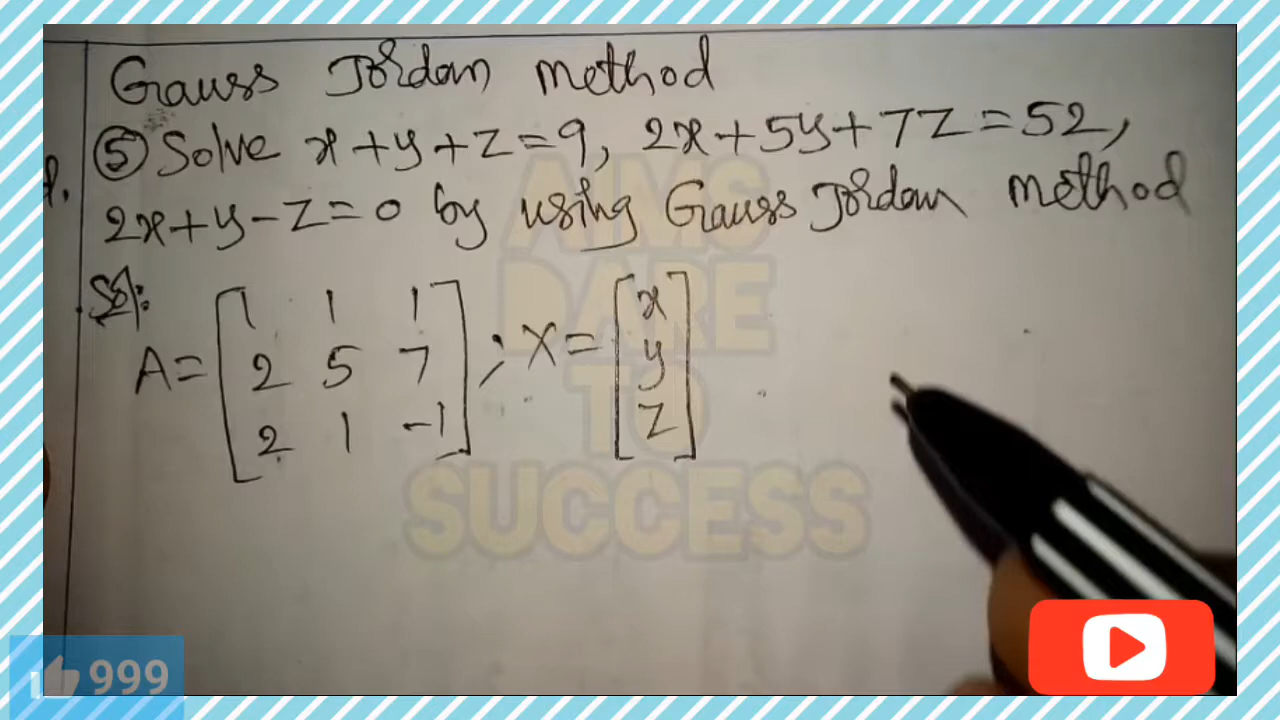 Gauss Jordan method
⑤ Solve x+y+z=9, 2x+5y+7z=52,
2x+y-z=0 by using Gauss Jordan method
Sol:
A= [1 1 1; X= [x
2 5 7 y
2 1 -1] z]
AIMS
DARE
TO
SUCCESS
999